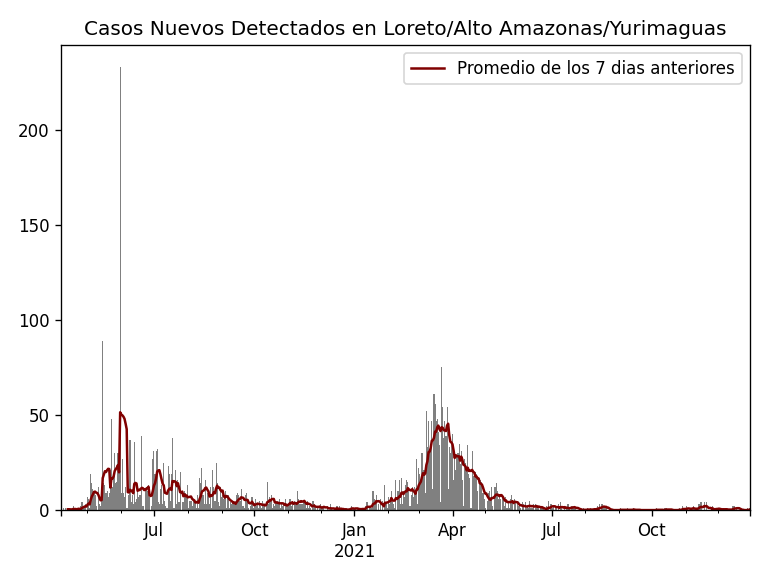 Casos Nuevos Detectados en Loreto/Alto Amazonas/Yurimaguas
Promedio de los 7 dias anteriores
200
150
100
50
0
Jul Oct Jan Apr Jul Oct
2021